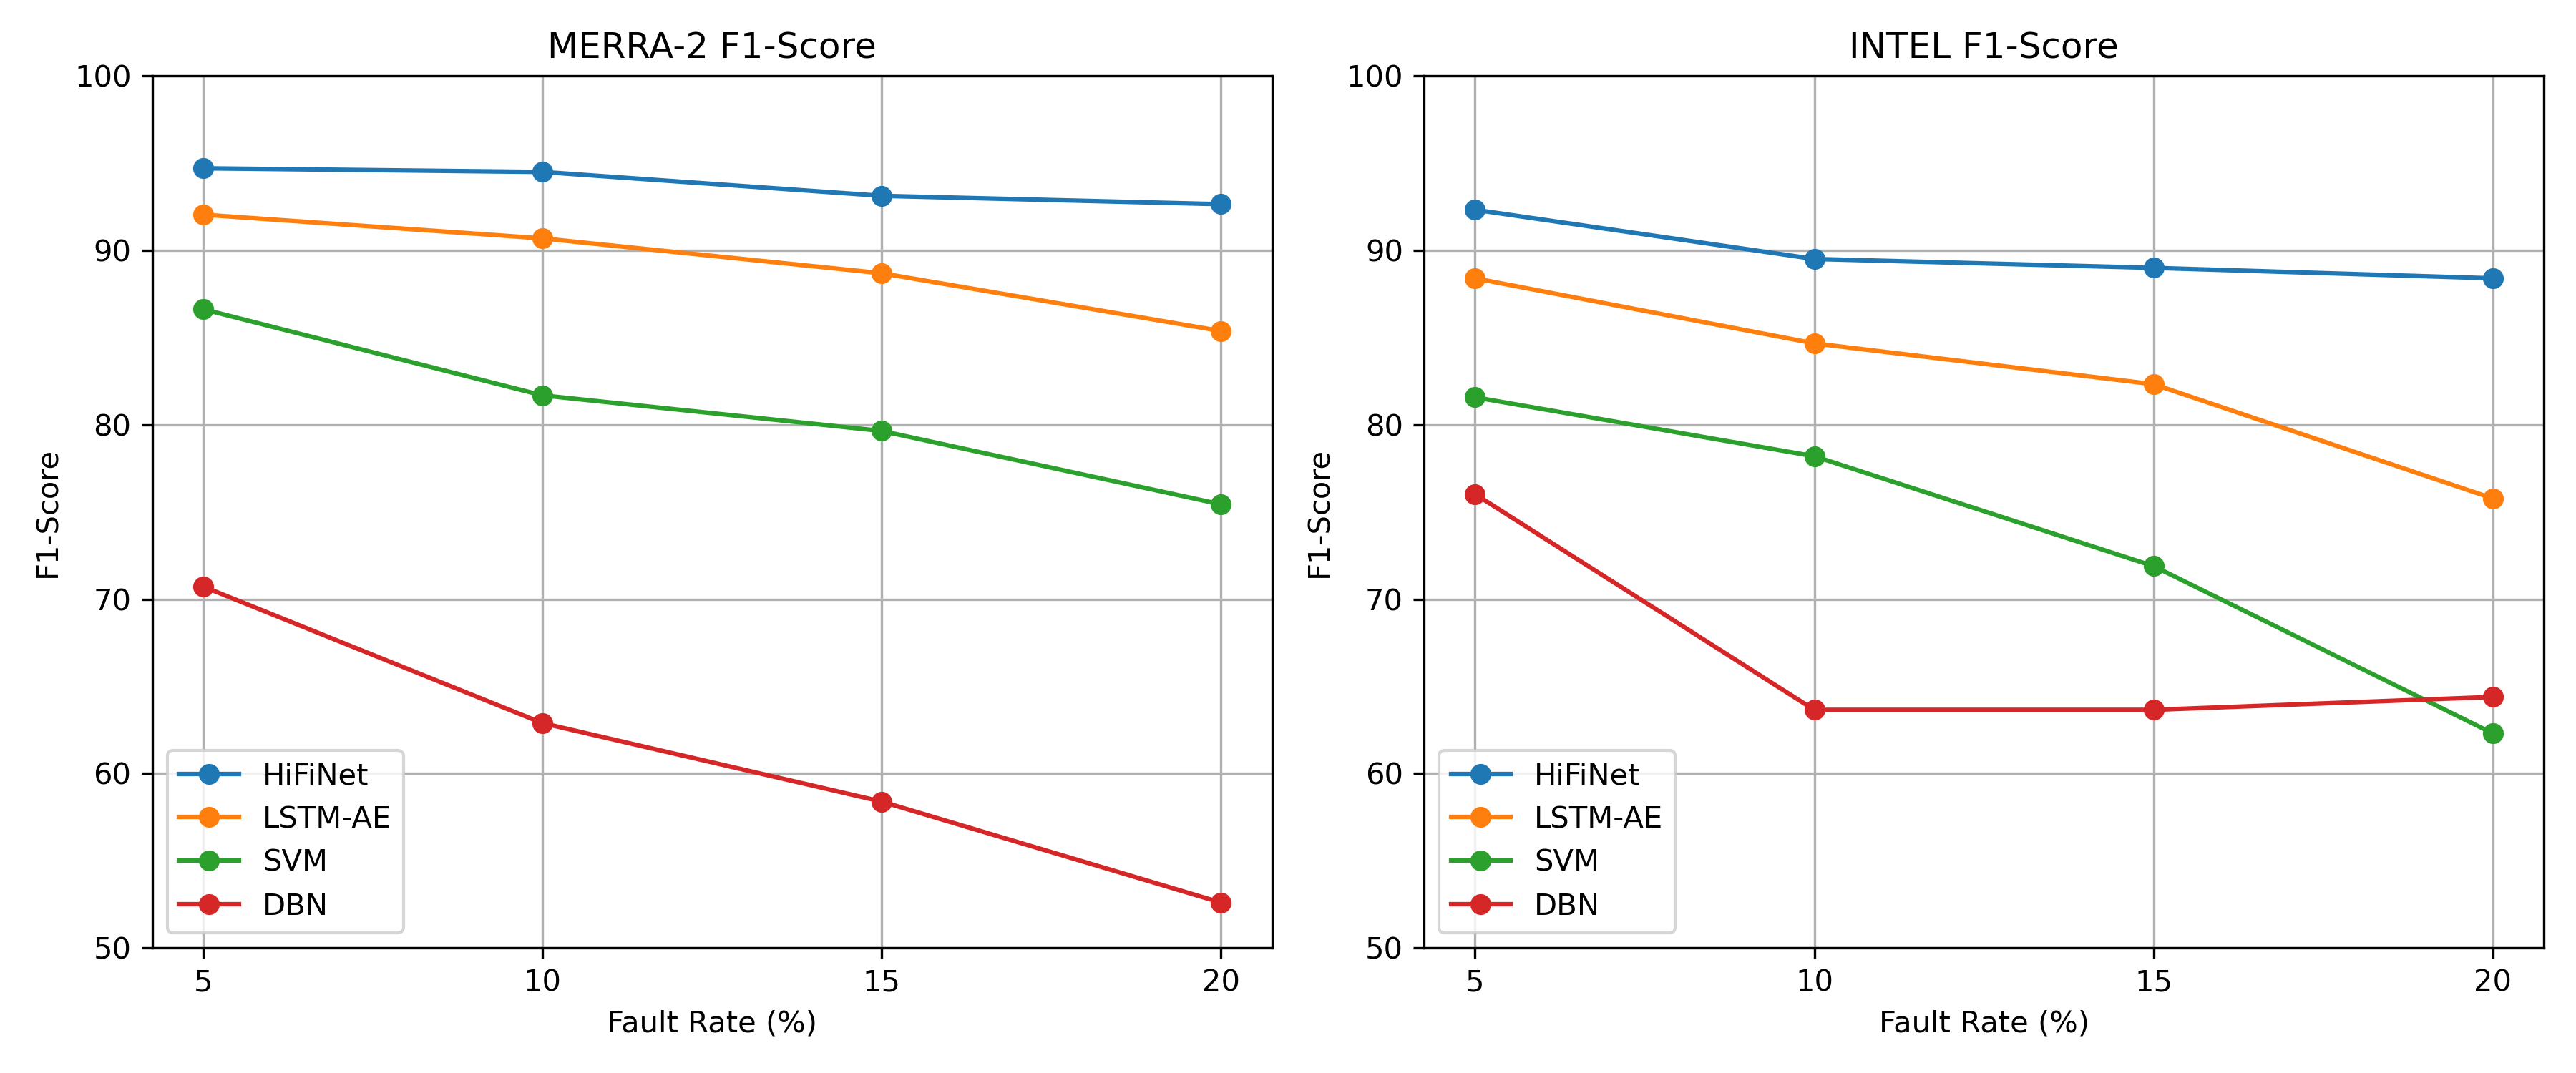 MERRA-2 F1-Score
100
90
80
70
60
50
F1-Score
5 10 15 20
Fault Rate (%)
HiFiNet
LSTM-AE
SVM
DBN
INTEL F1-Score
100
90
80
70
60
50
F1-Score
5 10 15 20
Fault Rate (%)
HiFiNet
LSTM-AE
SVM
DBN